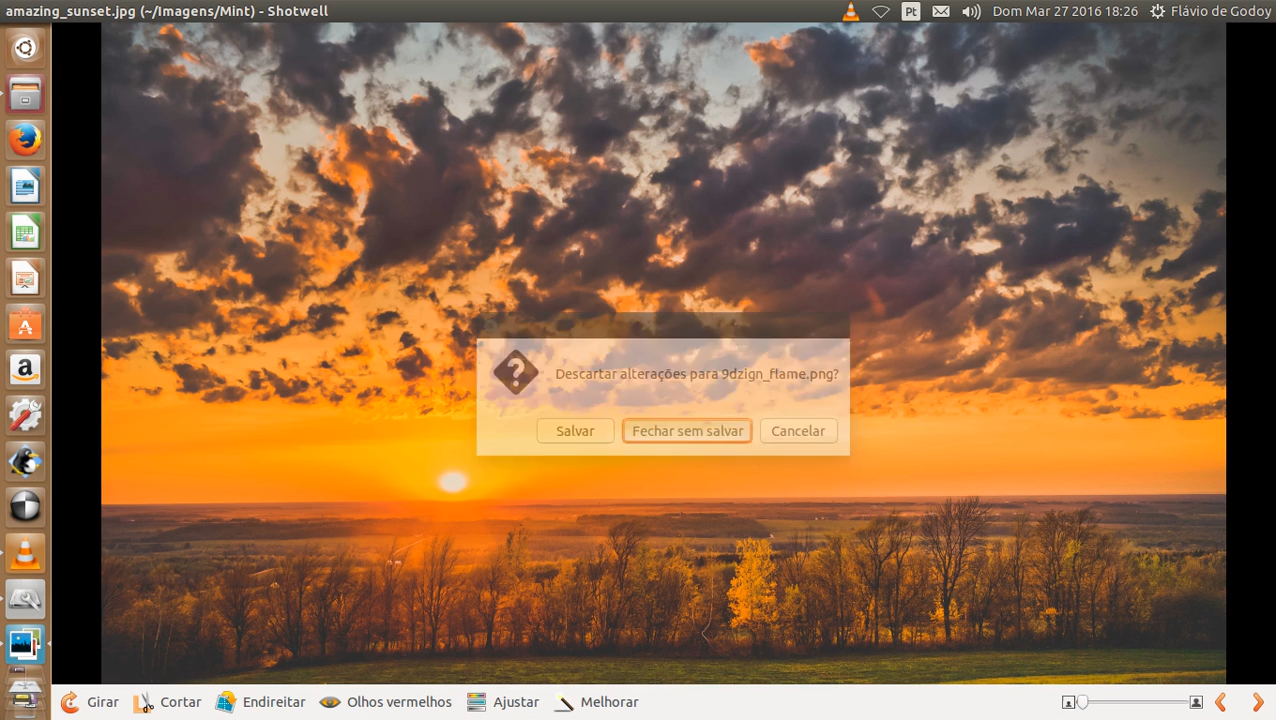 amazing_sunset.jpg (~/Imagens/Mint) - Shotwell
Pt
Dom Mar 27 2016 18:26
Flávio de Godoy
Descartar alterações para 9dzign_flame.png?
Salvar
Fechar sem salvar
Cancelar
Girar
Cortar
Endireitar
Olhos vermelhos
Ajustar
Melhorar